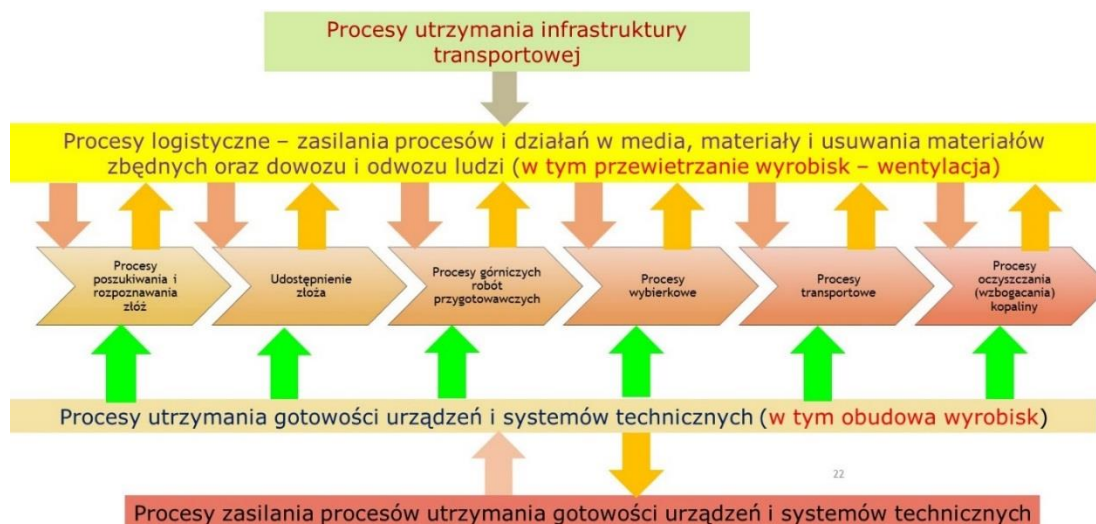 Procesy utrzymania infrastruktury
transportowej
Procesy logistyczne – zasilania procesów i działań w media, materiały i usuwania materiałów
zbędnych oraz dowozu i odwozu ludzi (w tym przewietrzanie wyrobisk – wentylacja)
Procesy
poszukiwania i
rozpoznawania
złóż
Udostępnienie
złoża
Procesy górniczych
robót
przygotowawczych
Procesy
wybierkowe
Procesy
transportowe
Procesy
oczyszczania
(wzbogacania)
kopaliny
Procesy utrzymania gotowości urządzeń i systemów technicznych (w tym obudowa wyrobisk)
22
Procesy zasilania procesów utrzymania gotowości urządzeń i systemów technicznych